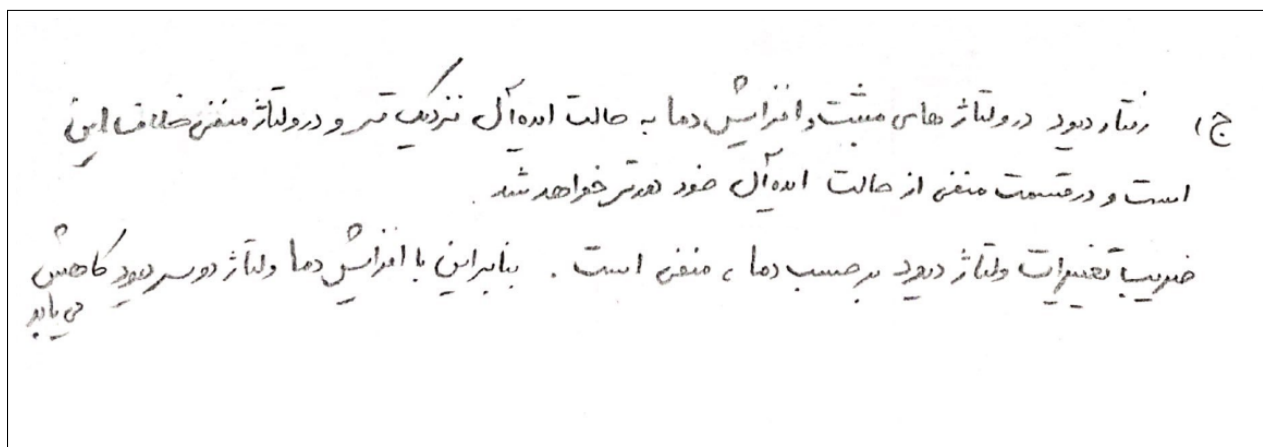 ج) رفتار دیود در ولتاژ های مثبت و افزایش دما به حالت ایده‌آل نزدیک تر و در ولتاژ منفی خلاف این
است و در قسمت منفی از حالت ایده‌آل خود دورتر خواهد شد.
ضریب تغییرات ولتاژ دیود بر حسب دما، منفی است. بنابراین با افزایش دما ولتاژ دو سر دیود کاهش
می‌یابد